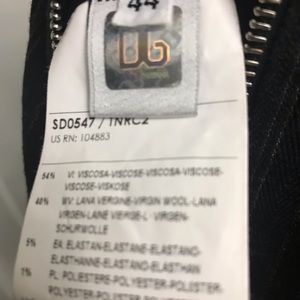 44
SD0547 / 1NRC2
US RN: 104883
54% VI: VISCOSA-VISCOSE-VISCOSA-VISCOSE-
VISCOSE-VISKOSE
40% WV: LANA VERGINE-VIRGIN WOOL-LANA
VIRGEN-LAINE VIERGE-L· VIRGEN-
SCHURWOLLE
5% EA: ELASTAN-ELASTANE-ELASTANO-
ELASTHANNE-ELASTANO-ELASTHAN
1% PL: POLIESTERE-POLYESTER-POLIESTER-